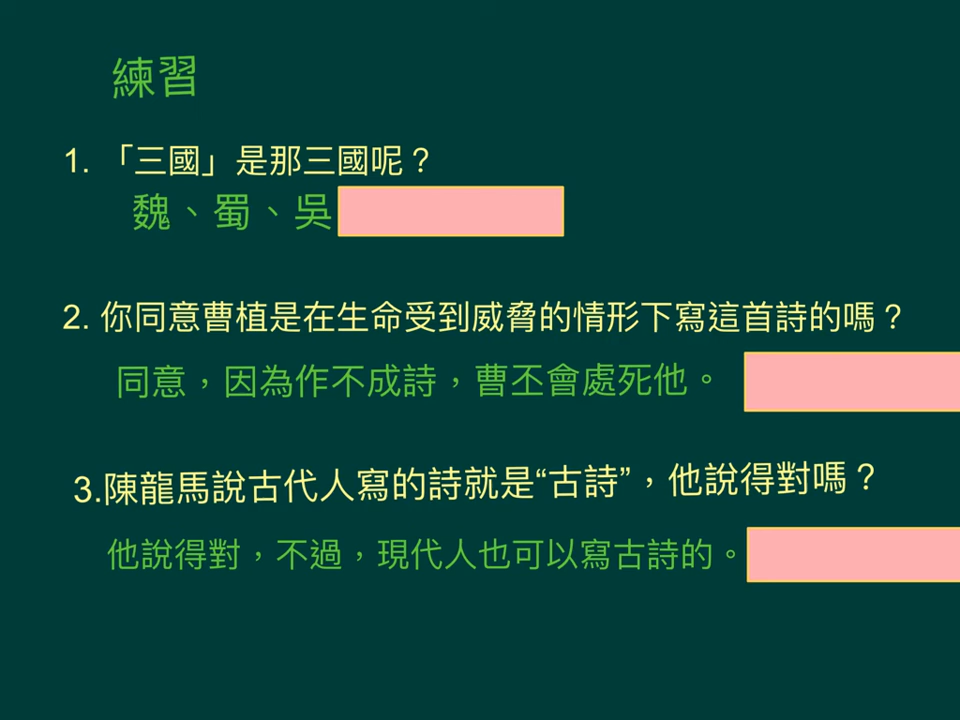 練習
1. 「三國」是那三國呢？
魏、蜀、吳
2. 你同意曹植是在生命受到威脅的情形下寫這首詩的嗎？
同意，因為作不成詩，曹丕會處死他。
3.陳龍馬說古代人寫的詩就是“古詩”，他說得對嗎？
他說得對，不過，現代人也可以寫古詩的。